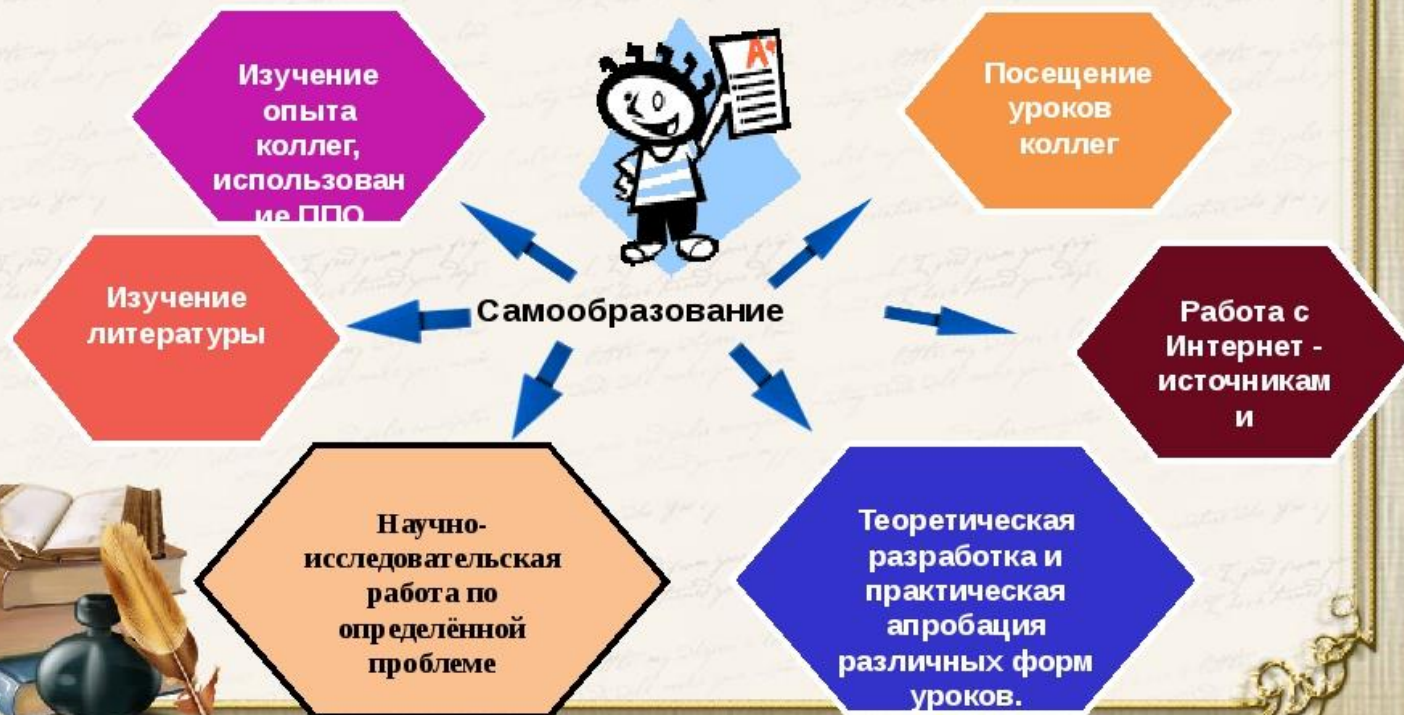 Изучение
опыта
коллег,
использован
ие ППО
A+
Посещение
уроков
коллег
Изучение
литературы
Самообразование
Работа с
Интернет -
источникам
и
Научно-
исследовательская
работа по
определённой
проблеме
Теоретическая
разработка и
практическая
апробация
различных форм
уроков.